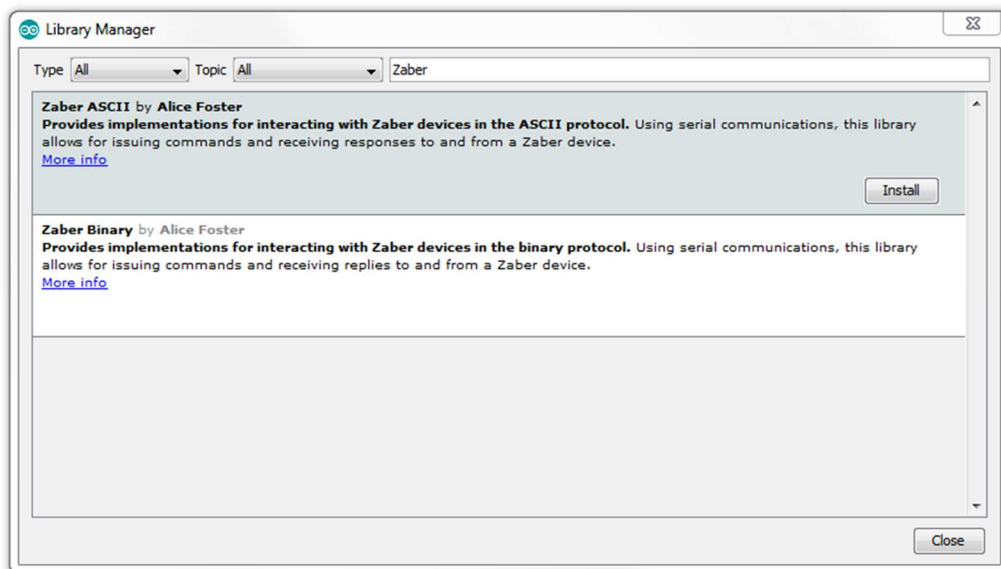 Library Manager
Type All Topic All Zaber
Zaber ASCII by Alice Foster
Provides implementations for interacting with Zaber devices in the ASCII protocol. Using serial communications, this library
allows for issuing commands and receiving responses to and from a Zaber device.
More info
Install
Zaber Binary by Alice Foster
Provides implementations for interacting with Zaber devices in the binary protocol. Using serial communications, this library
allows for issuing commands and receiving replies to and from a Zaber device.
More info
Close